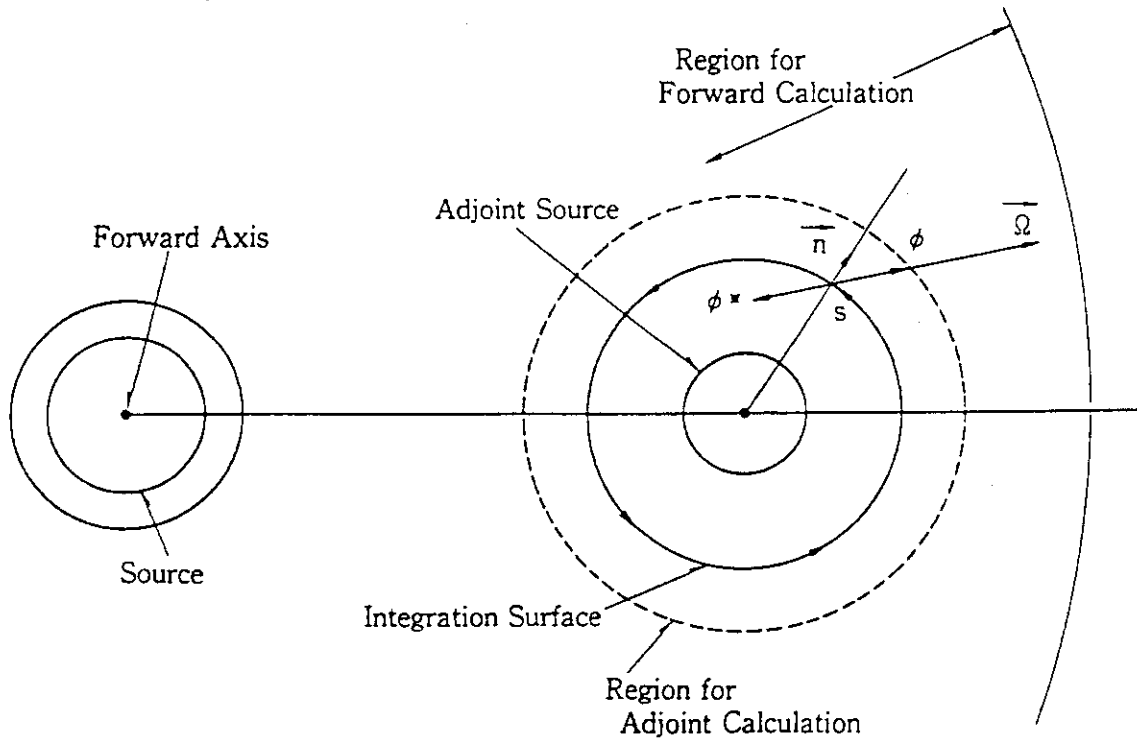 Region for
Forward Calculation
Adjoint Source
Forward Axis
n
ϕ
Ω
ϕ *
S
Source
Integration Surface
Region for
Adjoint Calculation